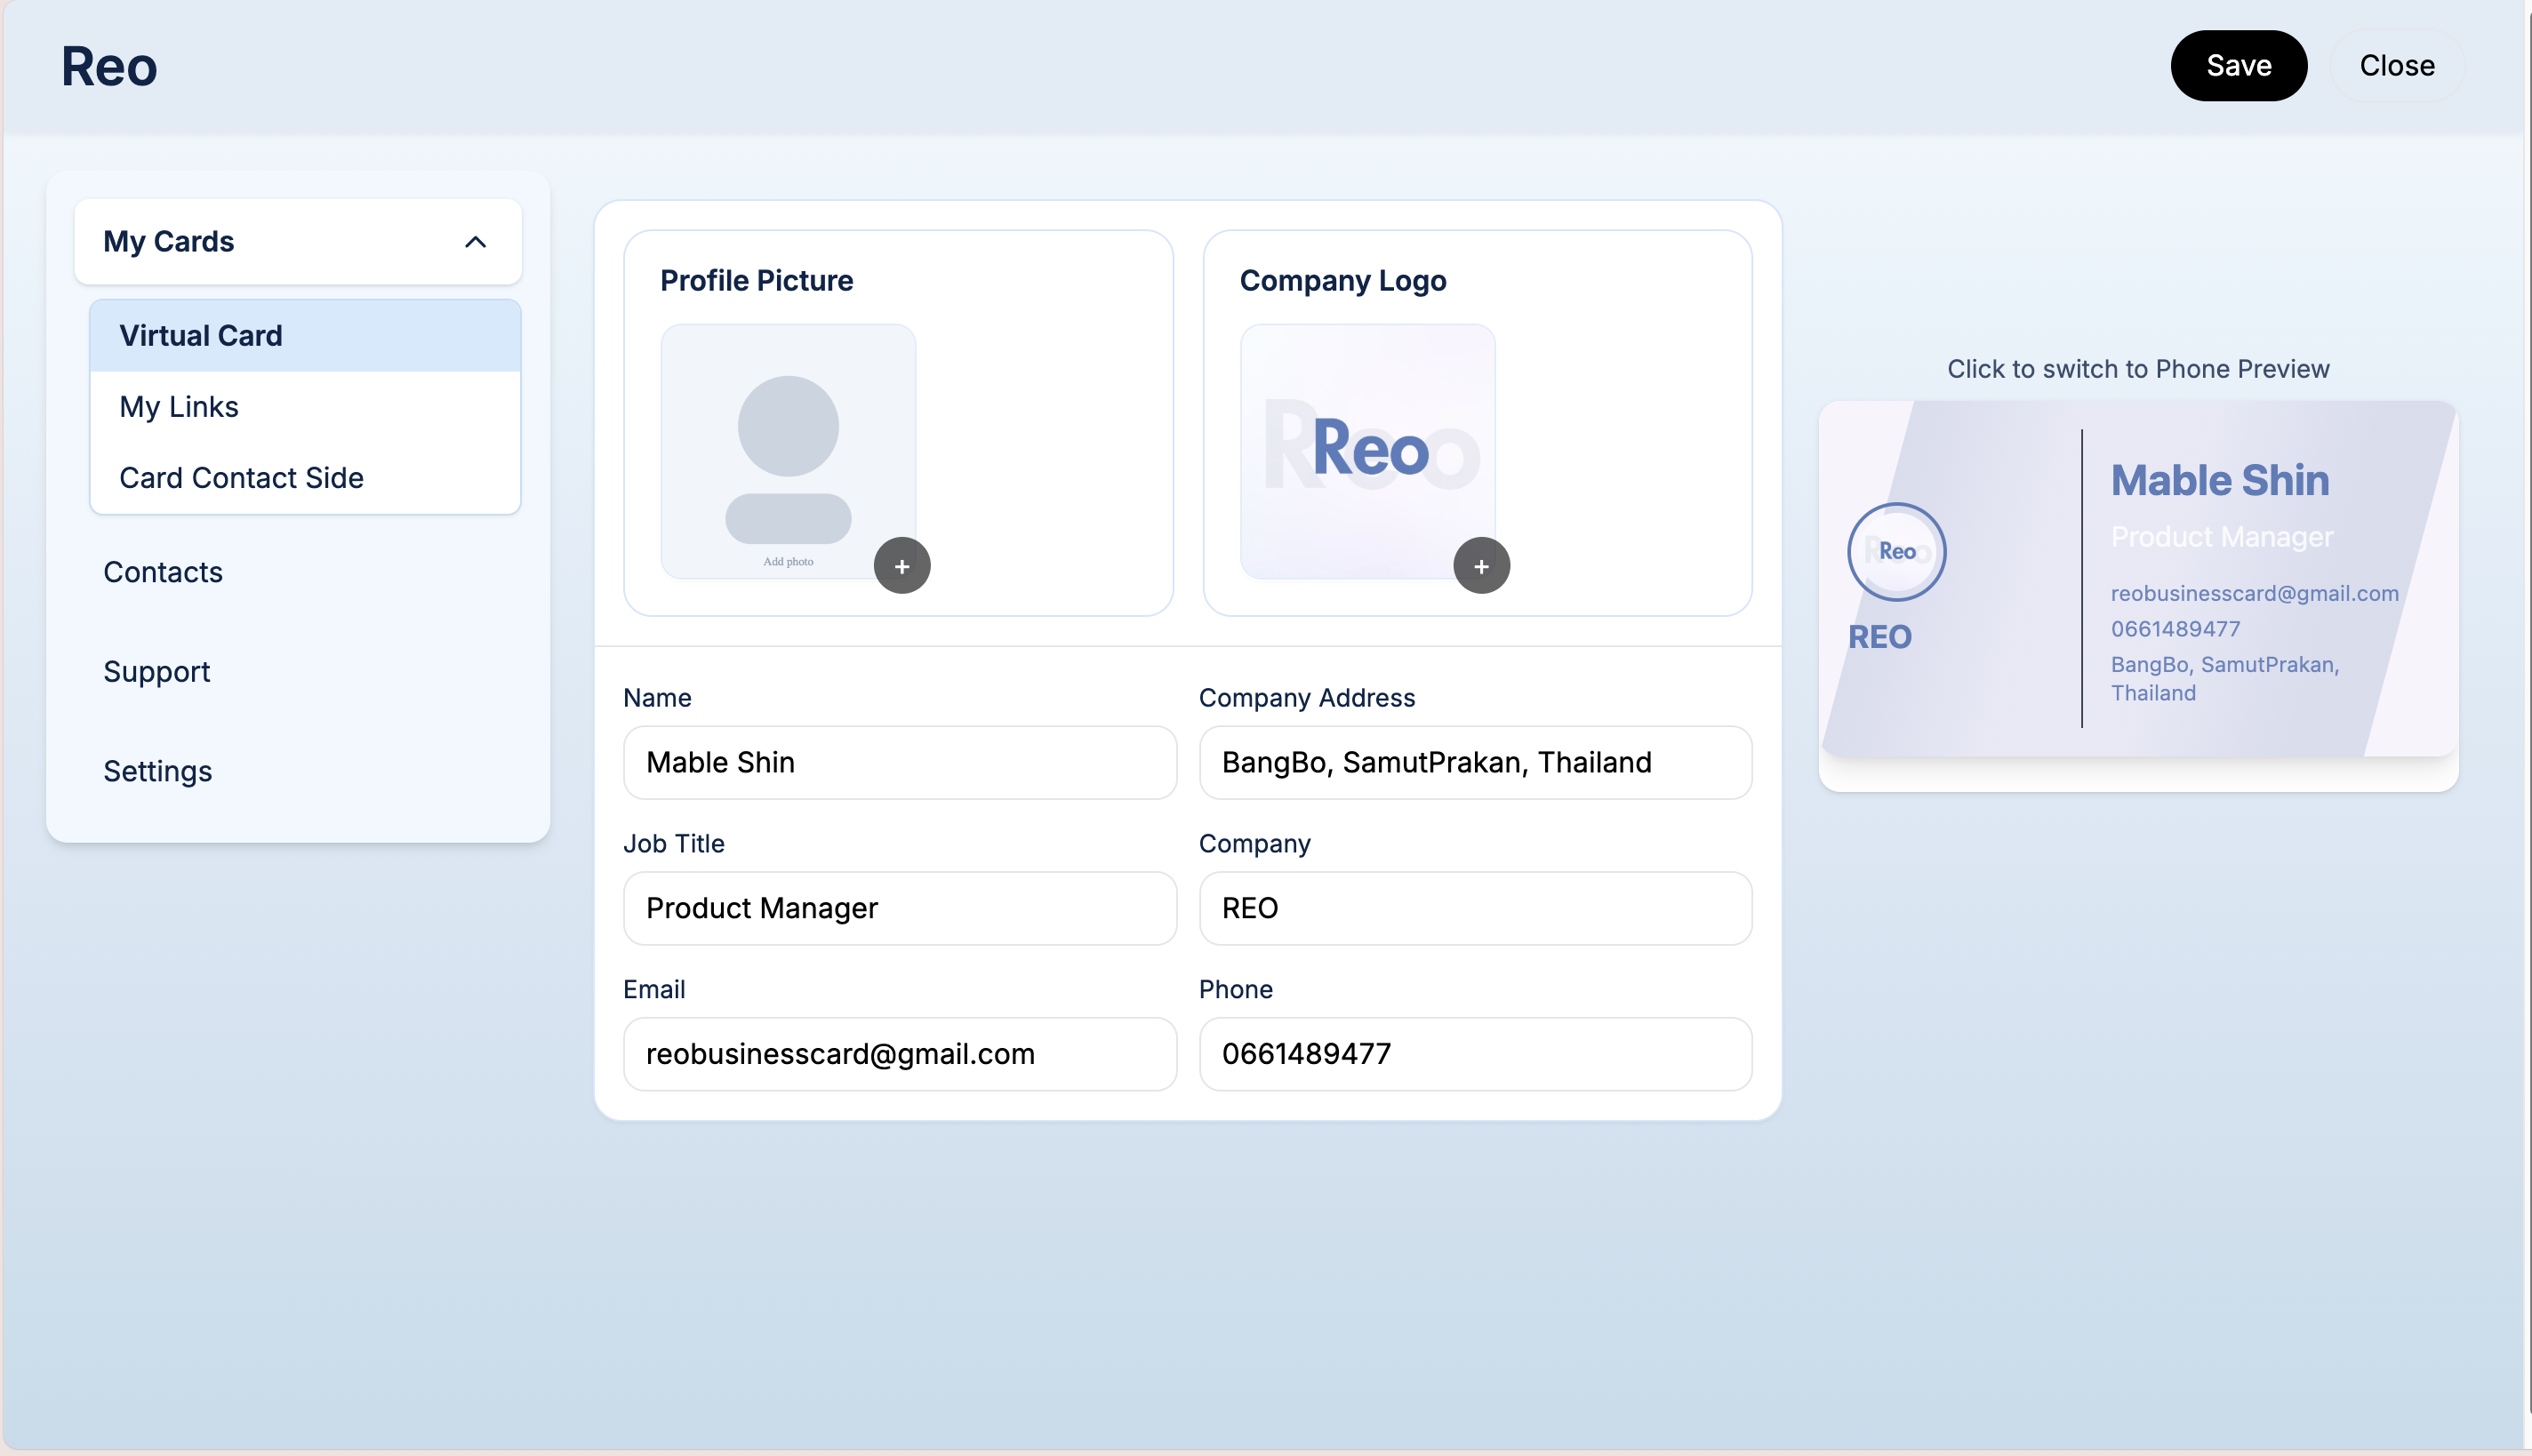 Reo
Save
Close
My Cards
Virtual Card
My Links
Card Contact Side
Contacts
Support
Settings
Profile Picture
Add photo
+
Company Logo
Reo
Reo
+
Name
Mable Shin
Company Address
BangBo, SamutPrakan, Thailand
Job Title
Product Manager
Company
REO
Email
reobusinesscard@gmail.com
Phone
0661489477
Click to switch to Phone Preview
Reo
Reo
REO
Mable Shin
Product Manager
reobusinesscard@gmail.com
0661489477
BangBo, SamutPrakan,
Thailand